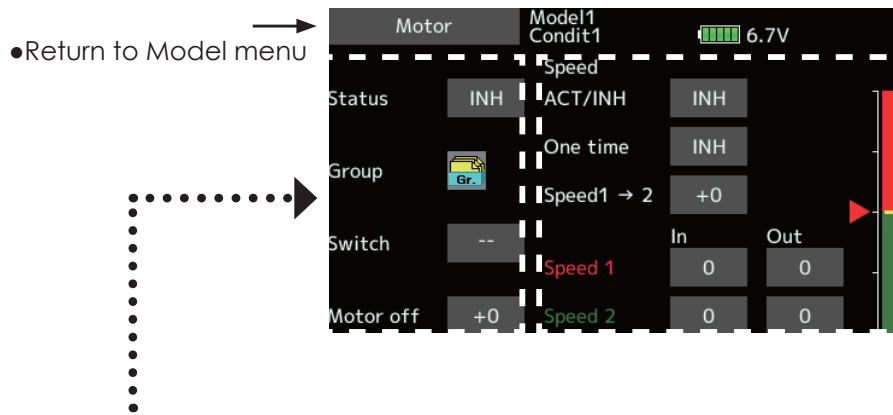 ●Return to Model menu
Motor
Model1
Condit1
6.7V
Status INH
Group Gr.
Switch --
Motor off +0
Speed
ACT/INH INH
One time INH
Speed1 → 2 +0
In Out
Speed 1 0 0
Speed 2 0 0